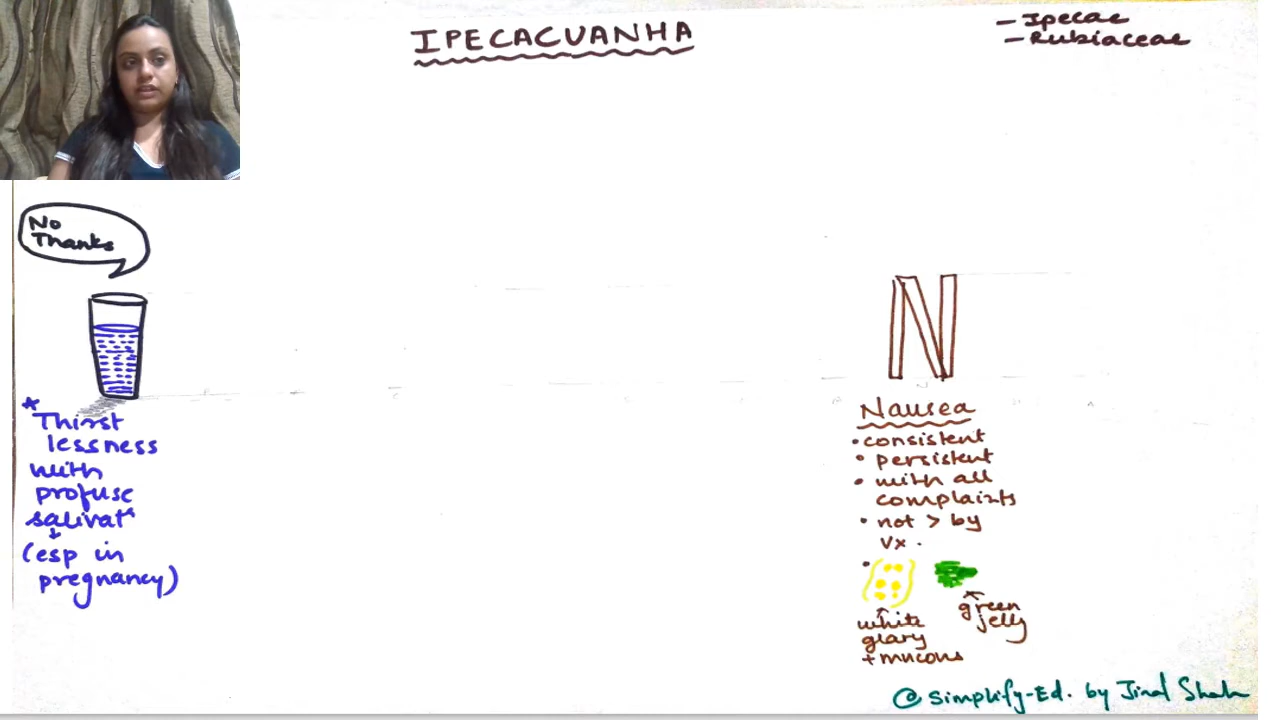 IPECACUANHA
– Ipecac
– Rubiaceae
No
Thanks
* Thirst
lessness
with
profuse
salivatⁿ
(esp in
pregnancy)
N
Nausea
• consistent
• persistent
• with all
complaints
• not > by
vx.
•
white
glary
+ mucous
green
jelly
@ Simplify-Ed. by Jinal Shah